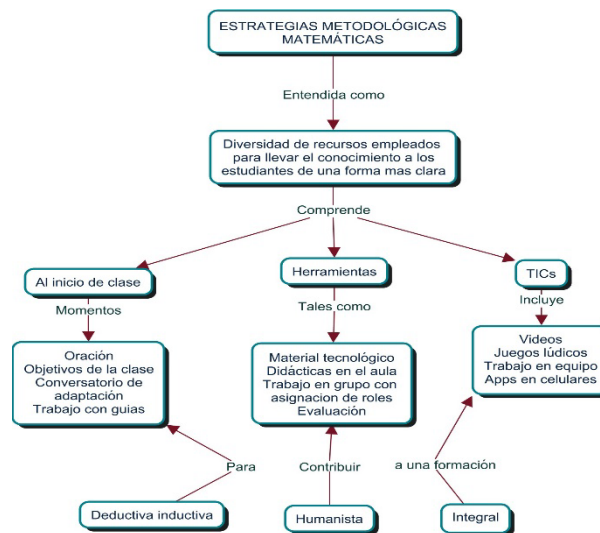 ESTRATEGIAS METODOLÓGICAS
MATEMÁTICAS
Entendida como
Diversidad de recursos empleados
para llevar el conocimiento a los
estudiantes de una forma mas clara
Comprende
Al inicio de clase
Herramientas
TICs
Momentos
Tales como
Incluye
Oración
Objetivos de la clase
Conversatorio de
adaptación
Trabajo con guias
Material tecnológico
Didácticas en el aula
Trabajo en grupo con
asignacion de roles
Evaluación
Videos
Juegos lúdicos
Trabajo en equipo
Apps en celulares
Para
Contribuir
a una formación
Deductiva inductiva
Humanista
Integral